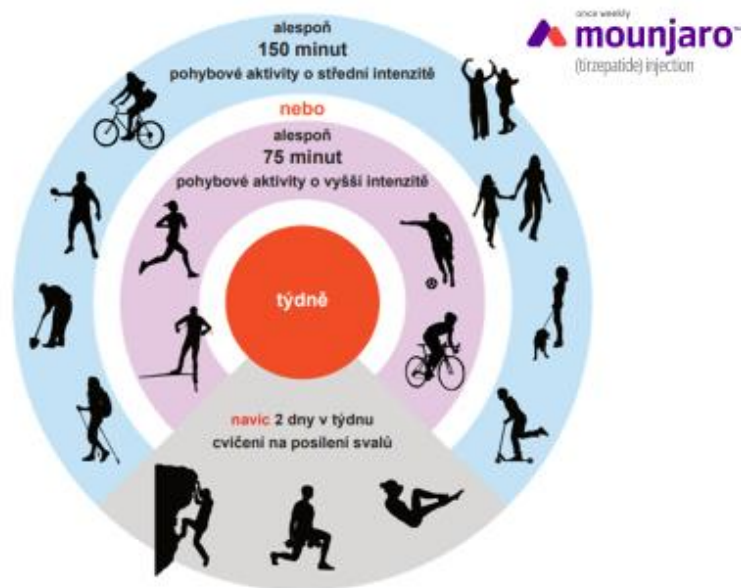 alespoň
150 minut
pohybové aktivity o střední intenzitě
nebo
alespoň
75 minut
pohybové aktivity o vyšší intenzitě
týdně
navíc 2 dny v týdnu
cvičení na posílení svalů
once weekly
mounjaro™
(tirzepatide) injection